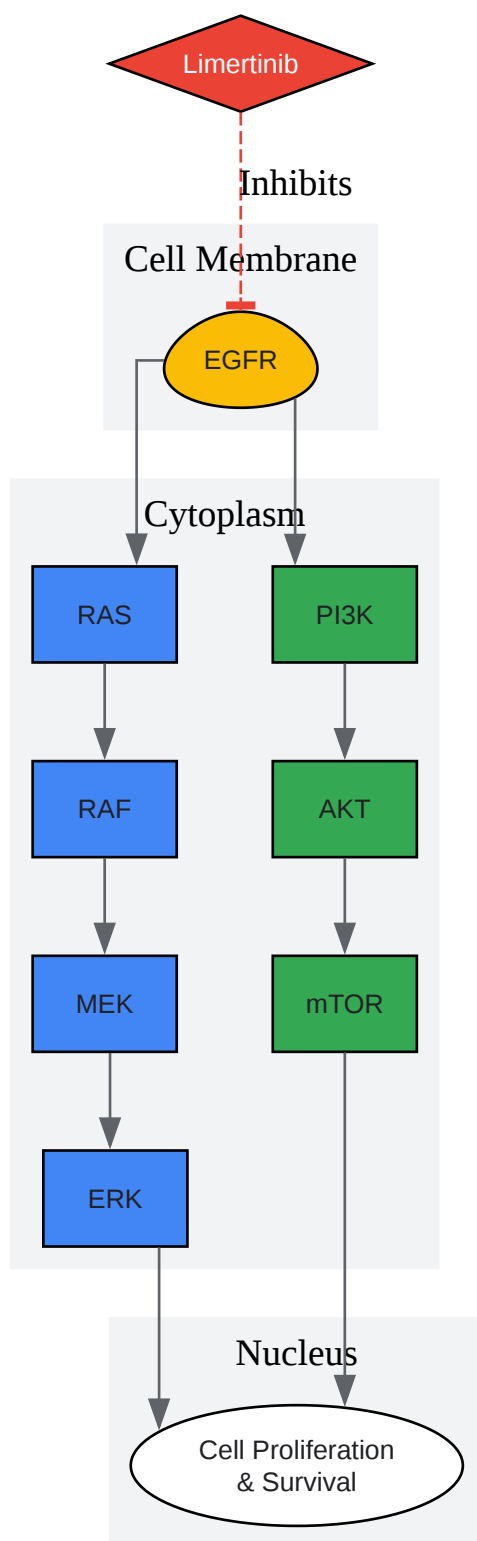 Limertinib
Inhibits
Cell Membrane
EGFR
Cytoplasm
RAS
PI3K
RAF
AKT
MEK
mTOR
ERK
Nucleus
Cell Proliferation
& Survival